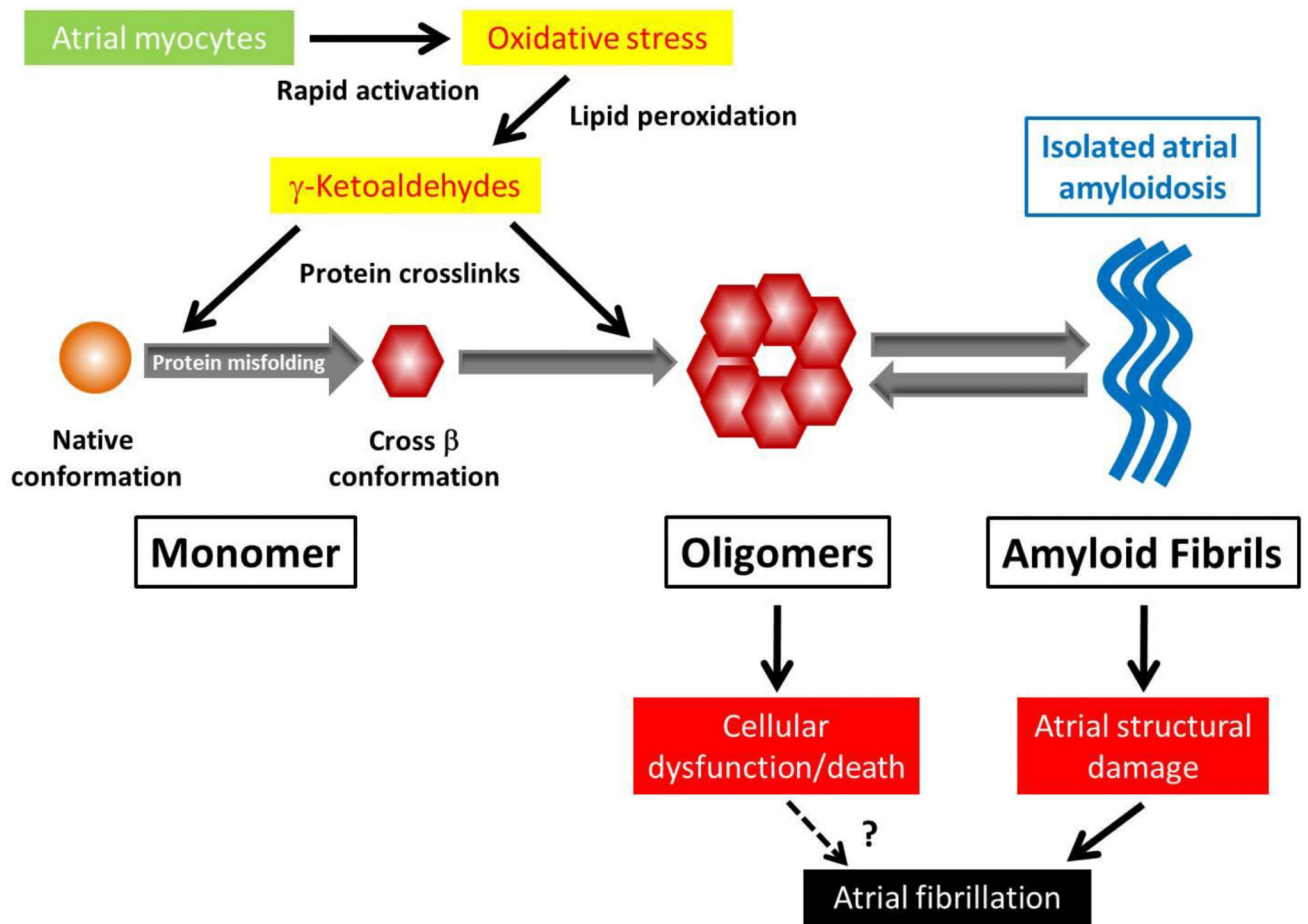 Atrial myocytes
Oxidative stress
Rapid activation
Lipid peroxidation
Isolated atrial
amyloidosis
γ-Ketoaldehydes
Protein crosslinks
Protein misfolding
Native
conformation
Cross β
conformation
Monomer
Oligomers
Amyloid Fibrils
Cellular
dysfunction/death
Atrial structural
damage
?
Atrial fibrillation